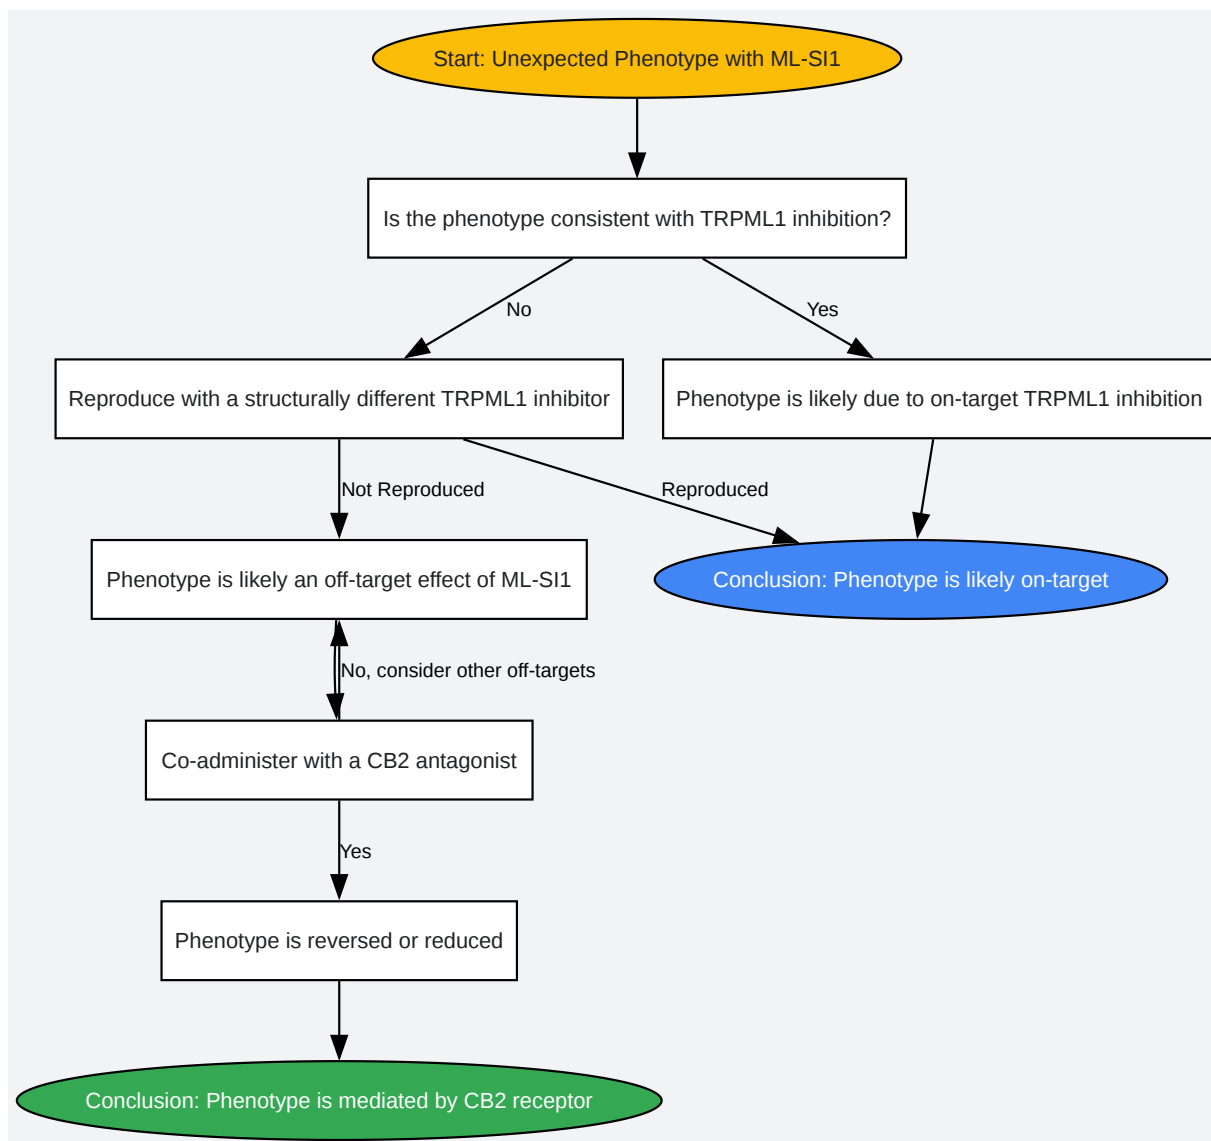 Start: Unexpected Phenotype with ML-SI1
Is the phenotype consistent with TRPML1 inhibition?
No
Yes
Reproduce with a structurally different TRPML1 inhibitor
Phenotype is likely due to on-target TRPML1 inhibition
Not Reproduced
Reproduced
Phenotype is likely an off-target effect of ML-SI1
Conclusion: Phenotype is likely on-target
No, consider other off-targets
Co-administer with a CB2 antagonist
Yes
Phenotype is reversed or reduced
Conclusion: Phenotype is mediated by CB2 receptor